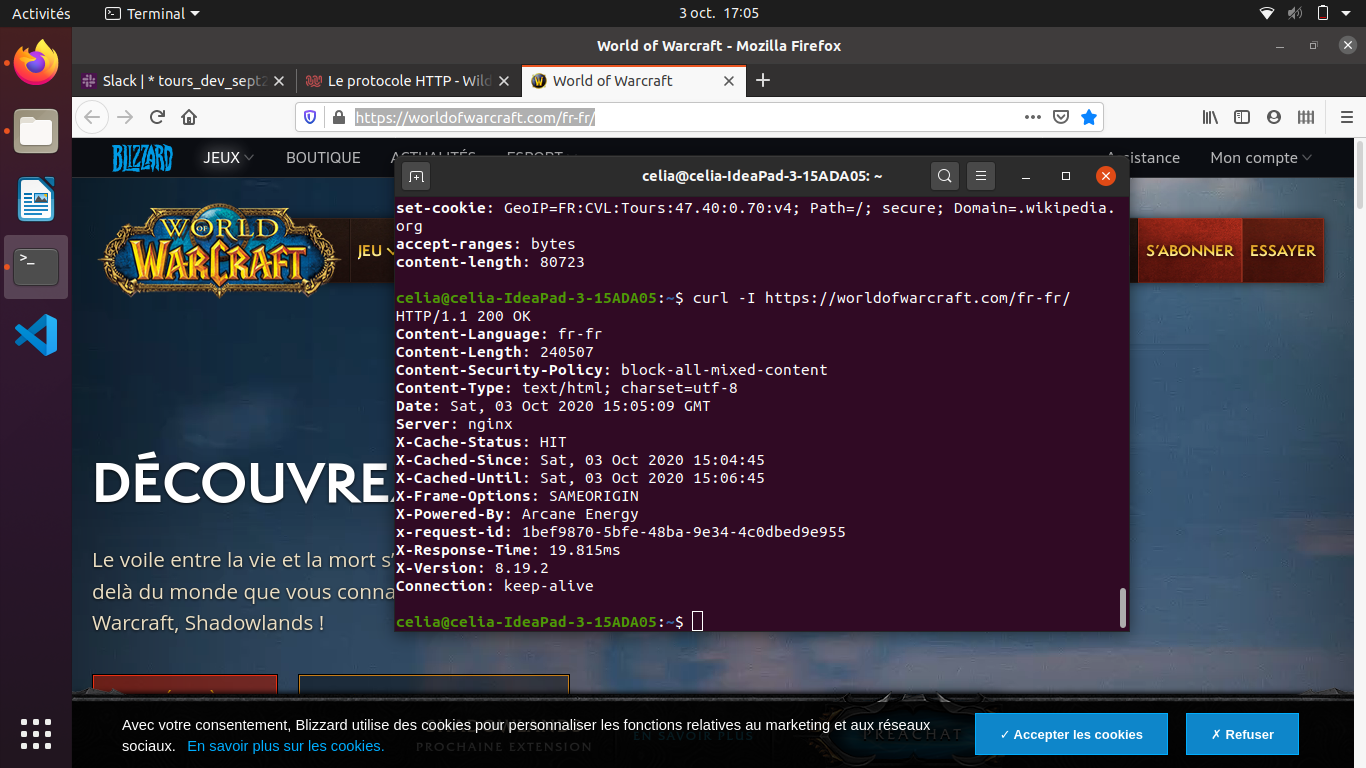 Activités
Terminal
3 oct. 17:05
World of Warcraft - Mozilla Firefox
Slack | * tours_dev_sept2
Le protocole HTTP - Wild
World of Warcraft
https://worldofwarcraft.com/fr-fr/
BLIZZARD
JEUX
BOUTIQUE
ACTUALITÉS
ESPORT
Assistance
Mon compte
celia@celia-IdeaPad-3-15ADA05: ~
WORLD OF WARCRAFT
JEU
S'ABONNER
ESSAYER
set-cookie: GeoIP=FR:CVL:Tours:47.40:0.70:v4; Path=/; secure; Domain=.wikipedia.
org
accept-ranges: bytes
content-length: 80723
celia@celia-IdeaPad-3-15ADA05:~$ curl -I https://worldofwarcraft.com/fr-fr/
HTTP/1.1 200 OK
Content-Language: fr-fr
Content-Length: 240507
Content-Security-Policy: block-all-mixed-content
Content-Type: text/html; charset=utf-8
Date: Sat, 03 Oct 2020 15:05:09 GMT
Server: nginx
X-Cache-Status: HIT
X-Cached-Since: Sat, 03 Oct 2020 15:04:45
X-Cached-Until: Sat, 03 Oct 2020 15:06:45
X-Frame-Options: SAMEORIGIN
X-Powered-By: Arcane Energy
x-request-id: 1bef9870-5bfe-48ba-9e34-4c0dbed9e955
X-Response-Time: 19.815ms
X-Version: 8.19.2
Connection: keep-alive
celia@celia-IdeaPad-3-15ADA05:~$
DÉCOUVREZ
Le voile entre la vie et la mort s'
delà du monde que vous conna
Warcraft, Shadowlands !
Avec votre consentement, Blizzard utilise des cookies pour personnaliser les fonctions relatives au marketing et aux réseaux
sociaux. En savoir plus sur les cookies.
✓ Accepter les cookies
✗ Refuser
PROCHAINE EXTENSION
EN SAVOIR PLUS
PRÉACHAT